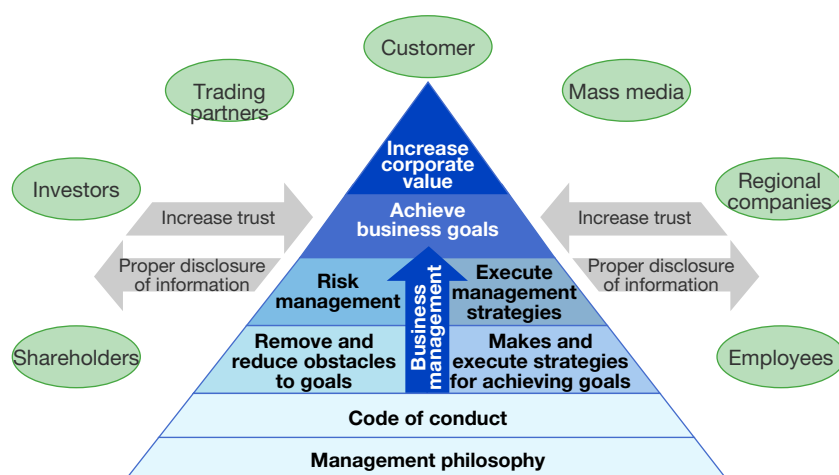 Customer
Trading
partners
Mass media
Increase
corporate
value
Investors
Regional
companies
Increase trust
Achieve
business goals
Increase trust
Proper disclosure
of information
Risk
management
Business
management
Execute
management
strategies
Proper disclosure
of information
Shareholders
Remove and
reduce obstacles
to goals
Makes and
execute strategies
for achieving goals
Employees
Code of conduct
Management philosophy